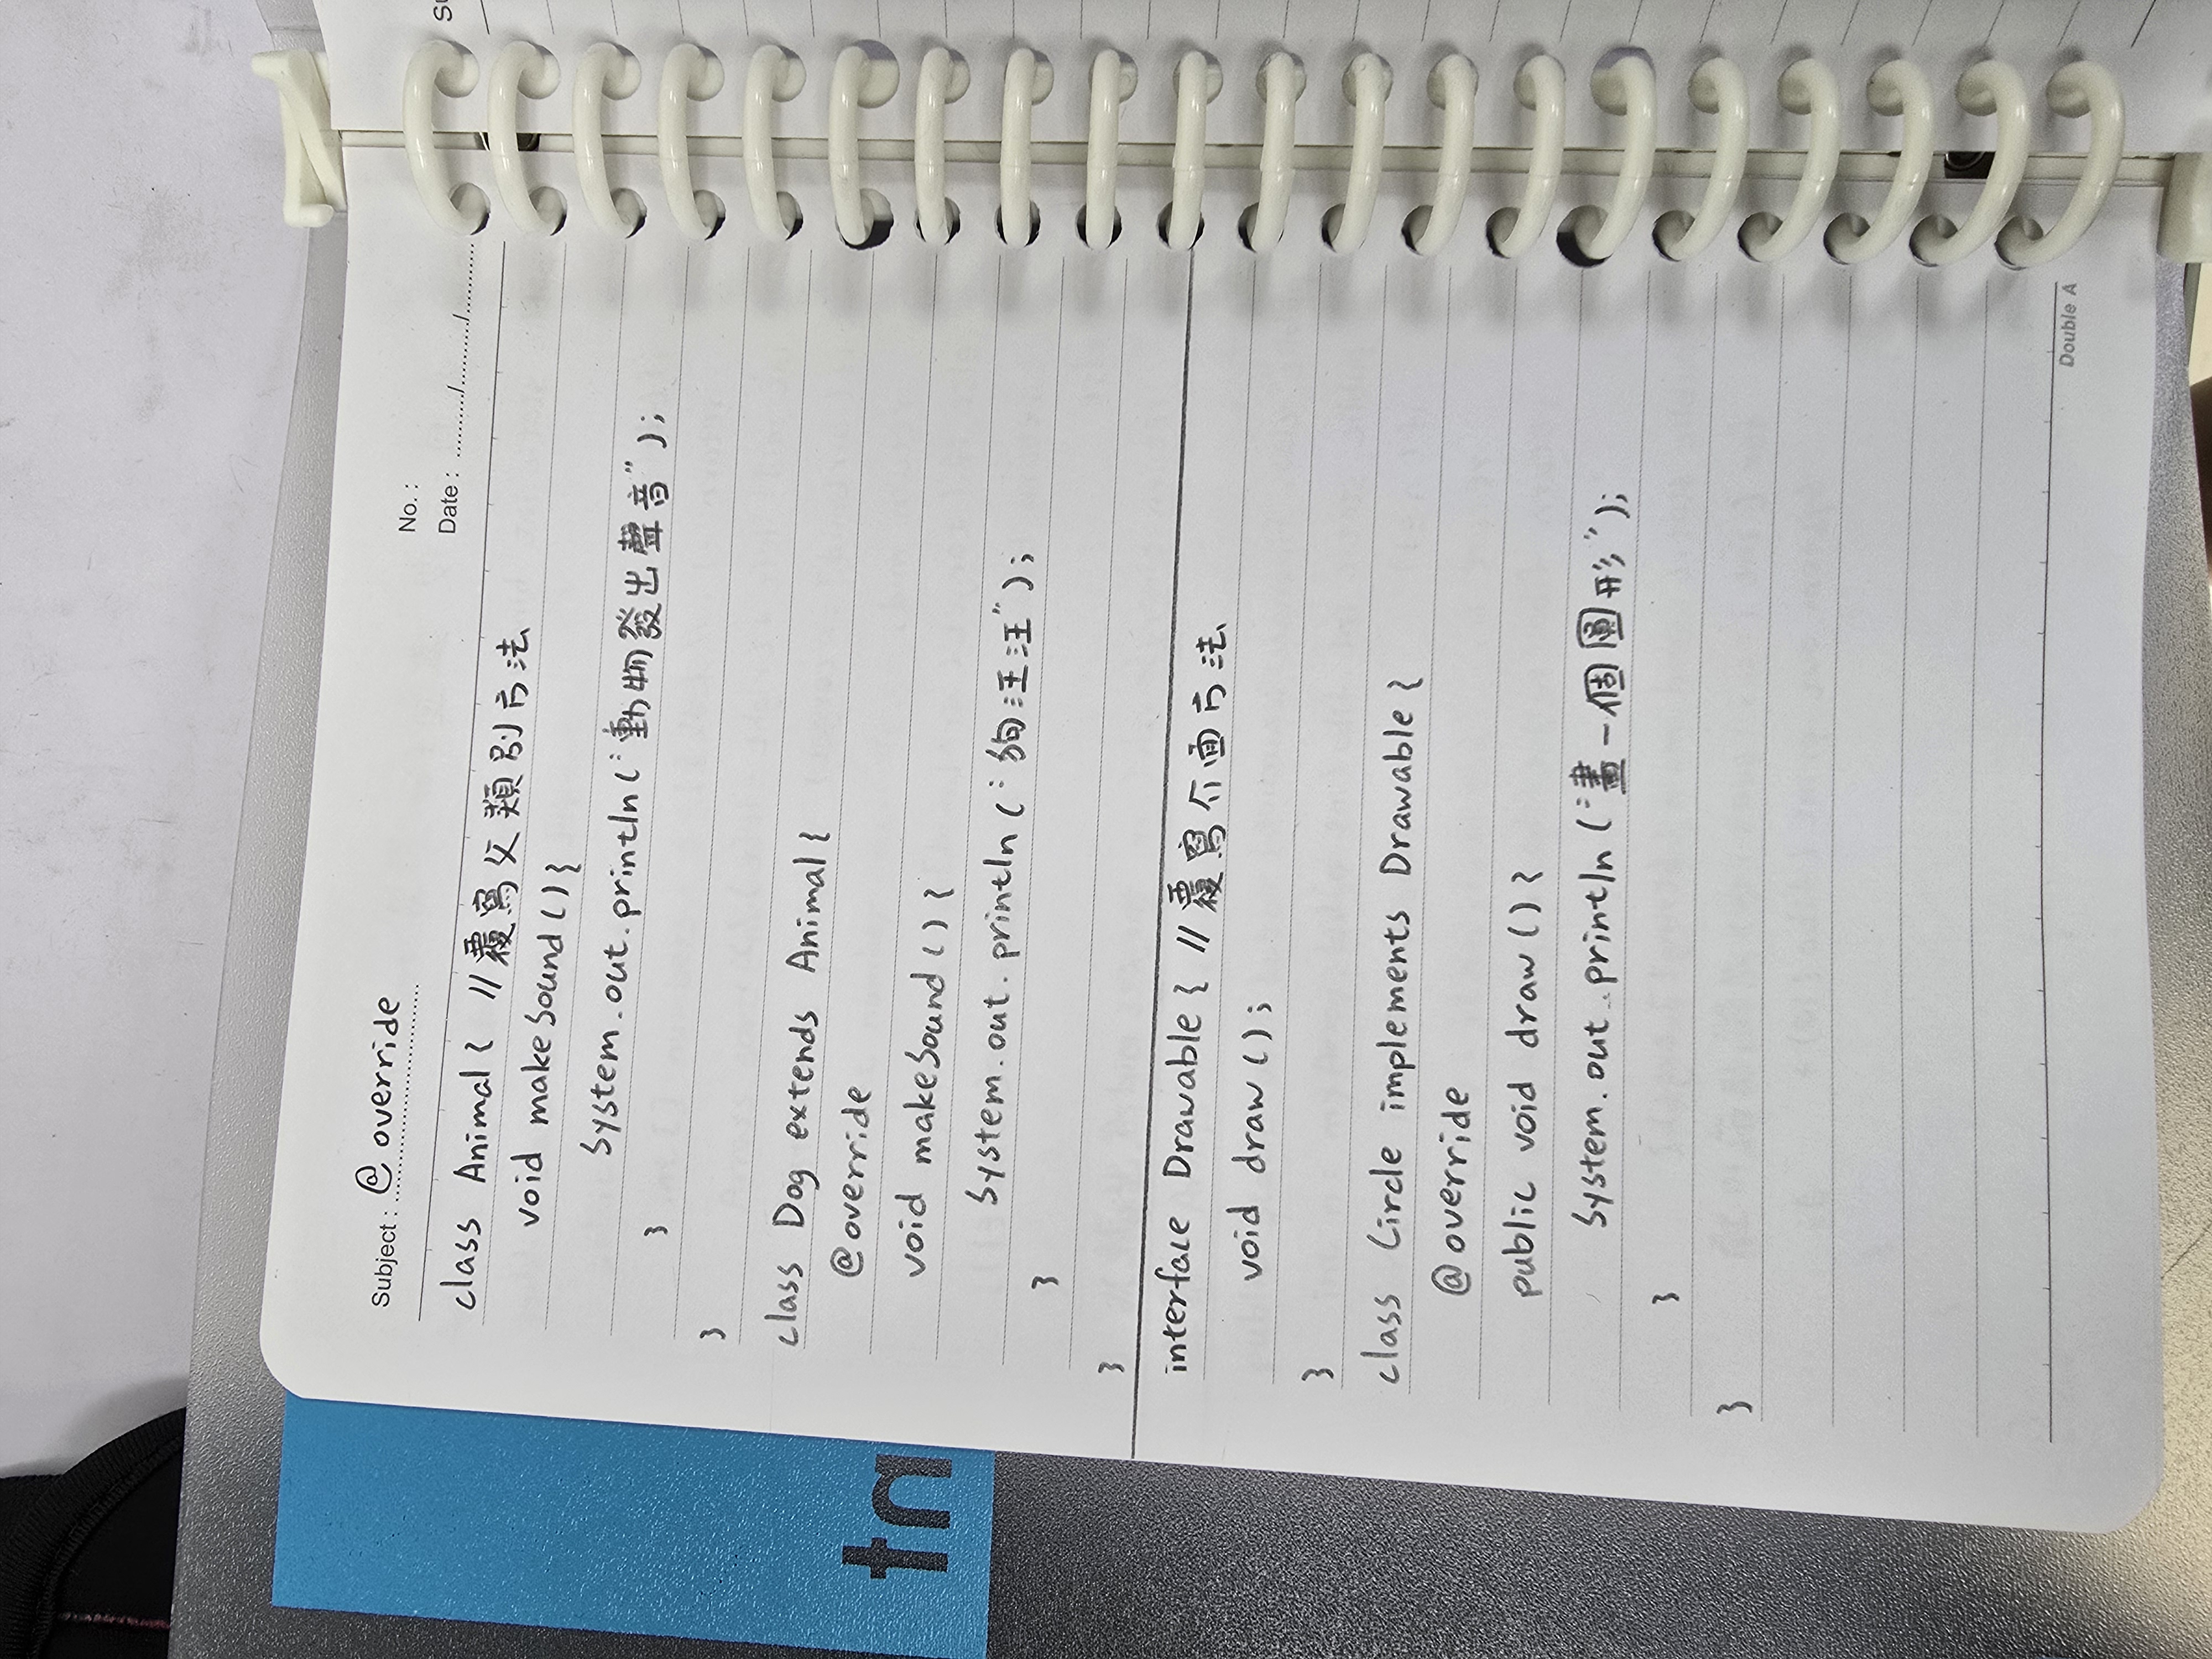 Subject : @override
No. :
Date : ........../........../..........
class Animal{ //覆寫父類別方法
void makeSound(){
System.out.println("動物發出聲音");
}
}
class Dog extends Animal{
@override
void makeSound(){
System.out.println("狗汪汪");
}
}
interface Drawable{ //覆寫介面方法
void draw();
}
class Circle implements Drawable{
@override
public void draw(){
System.out.println("畫一個圓形");
}
}
Double A